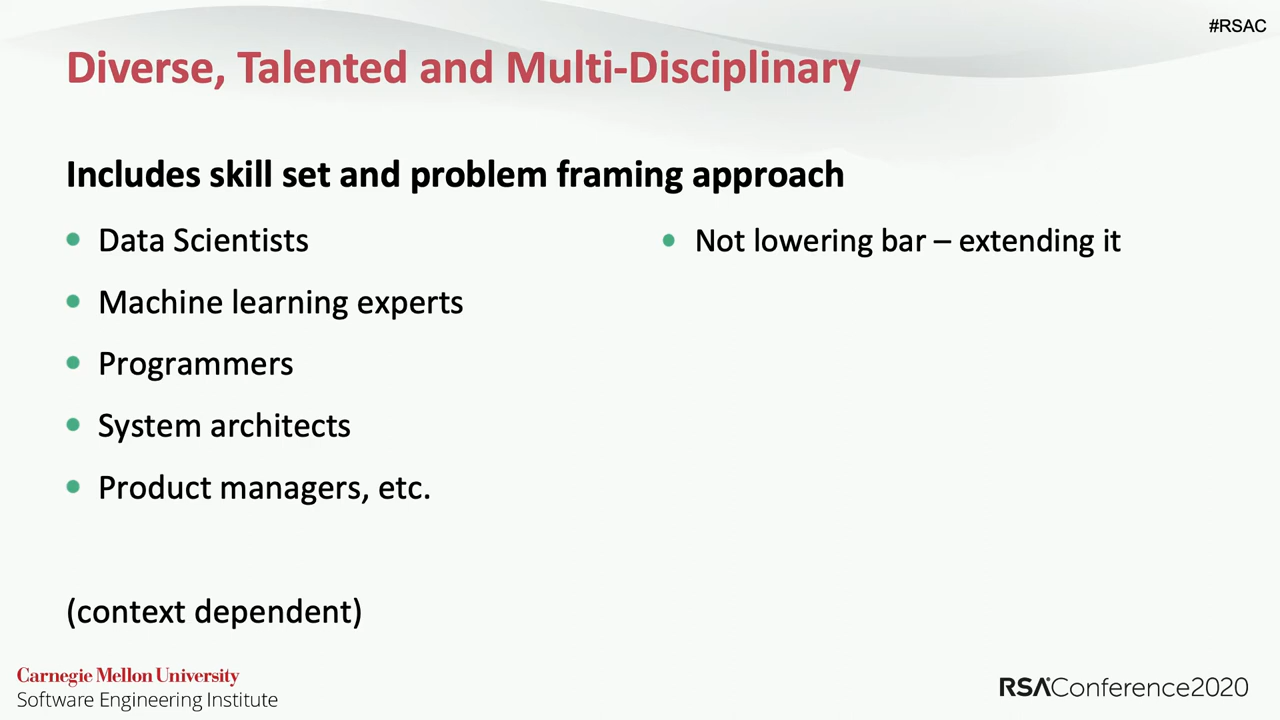 #RSAC
Diverse, Talented and Multi-Disciplinary
Includes skill set and problem framing approach
• Data Scientists
• Machine learning experts
• Programmers
• System architects
• Product managers, etc.
(context dependent)
• Not lowering bar – extending it
Carnegie Mellon University
Software Engineering Institute
RSAConference2020